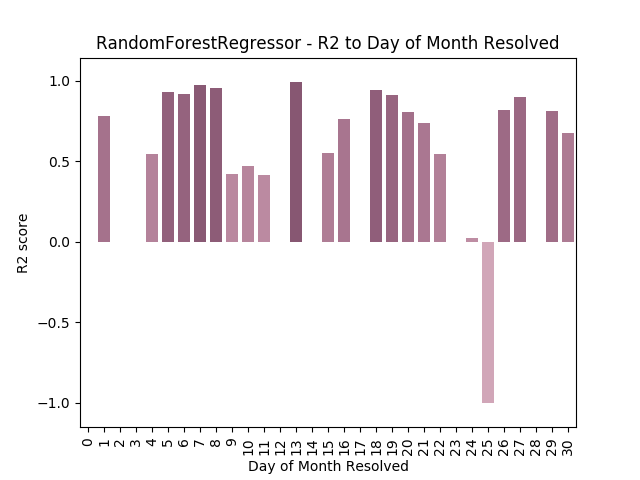 RandomForestRegressor - R2 to Day of Month Resolved
1.0
0.5
0.0
−0.5
−1.0
R2 score
0 1 2 3 4 5 6 7 8 9 10 11 12 13 14 15 16 17 18 19 20 21 22 23 24 25 26 27 28 29 30
Day of Month Resolved